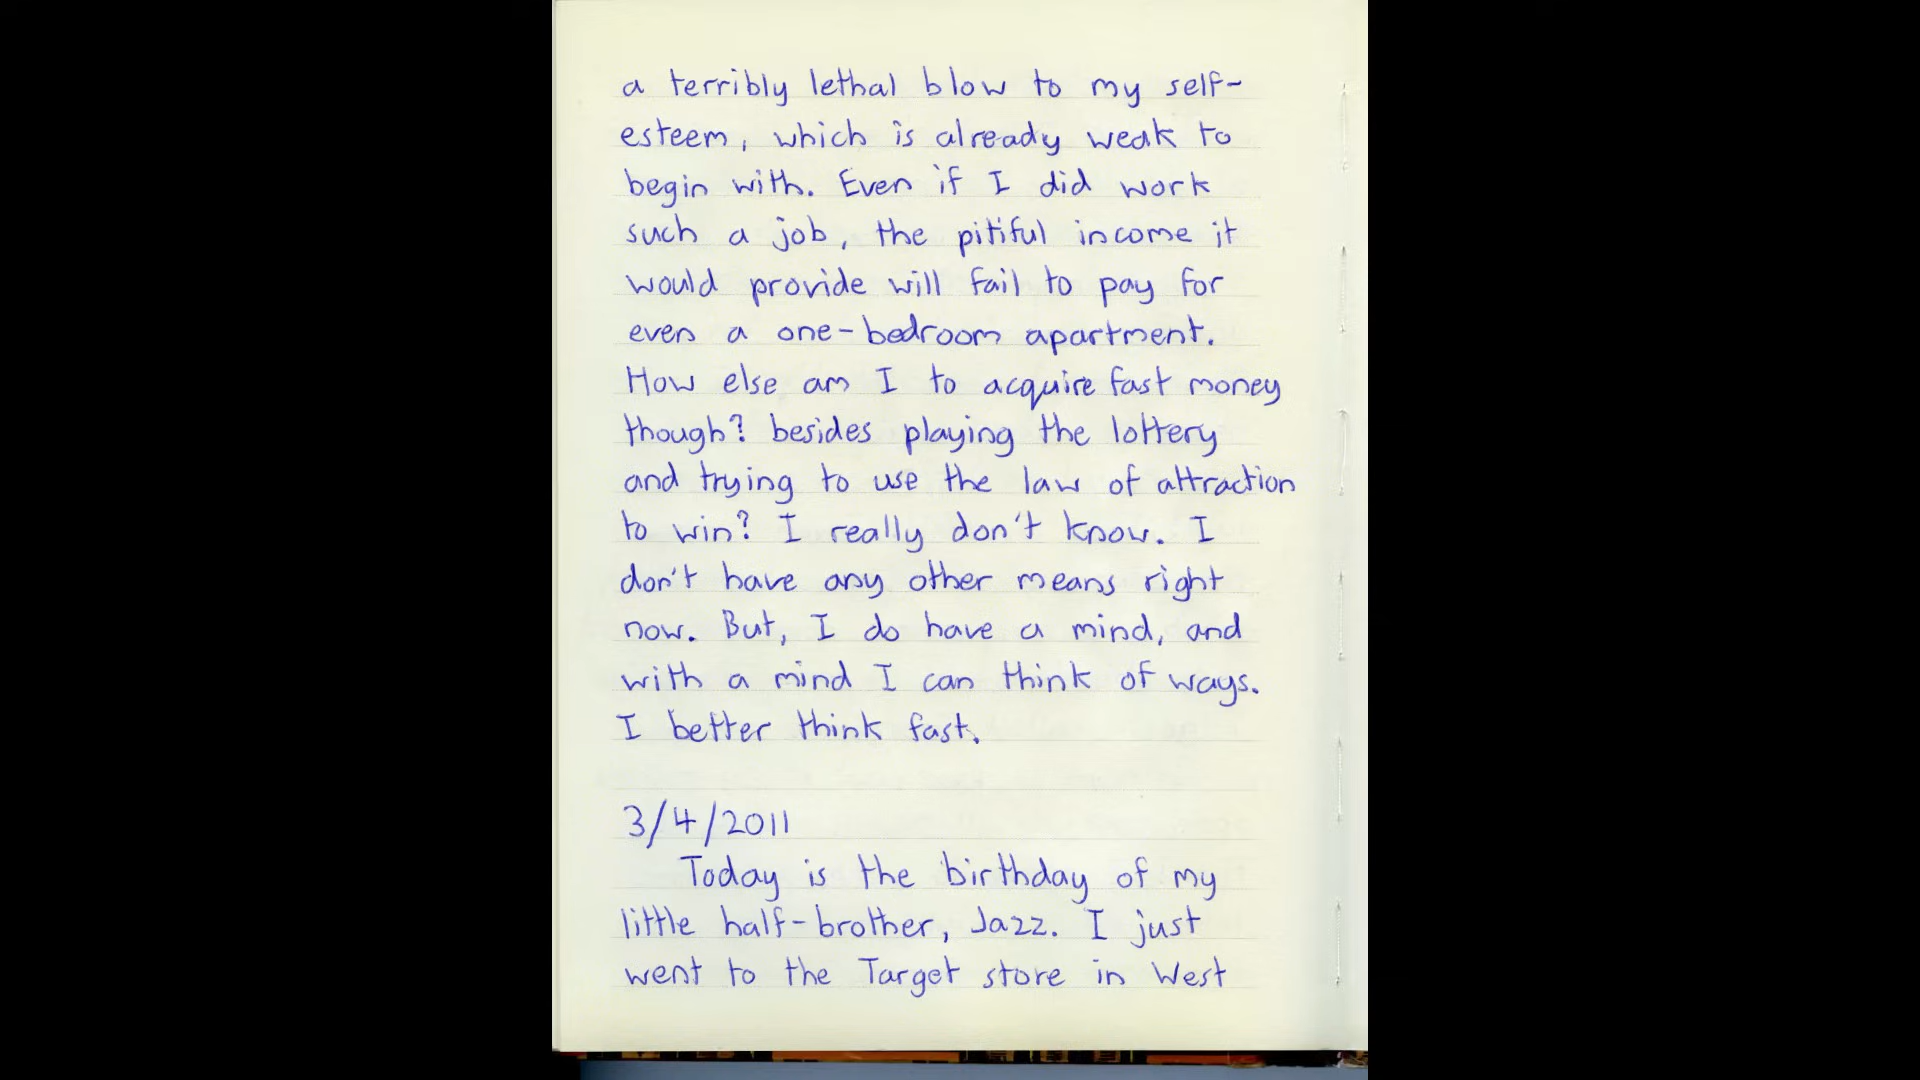 a terribly lethal blow to my self-
esteem, which is already weak to
begin with. Even if I did work
such a job, the pitiful income it
would provide will fail to pay for
even a one-bedroom apartment.
How else am I to acquire fast money
though? besides playing the lottery
and trying to use the law of attraction
to win? I really don't know. I
don't have any other means right
now. But, I do have a mind, and
with a mind I can think of ways.
I better think fast.
3/4/2011
Today is the birthday of my
little half-brother, Jazz. I just
went to the Target store in West